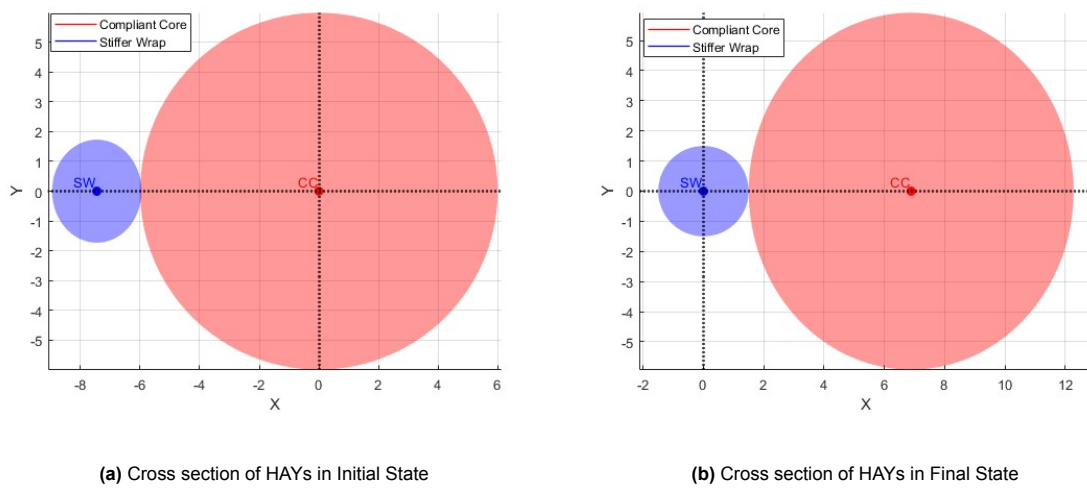 Compliant Core
Stiffer Wrap
6
5
4
3
2
1
0
-1
-2
-3
-4
-5
Y
SW
CC
-8
-6
-4
-2
0
2
4
6
X
(a) Cross section of HAYs in Initial State
Compliant Core
Stiffer Wrap
5
4
3
2
1
0
-1
-2
-3
-4
-5
Y
SW
CC
-2
0
2
4
6
8
10
12
X
(b) Cross section of HAYs in Final State